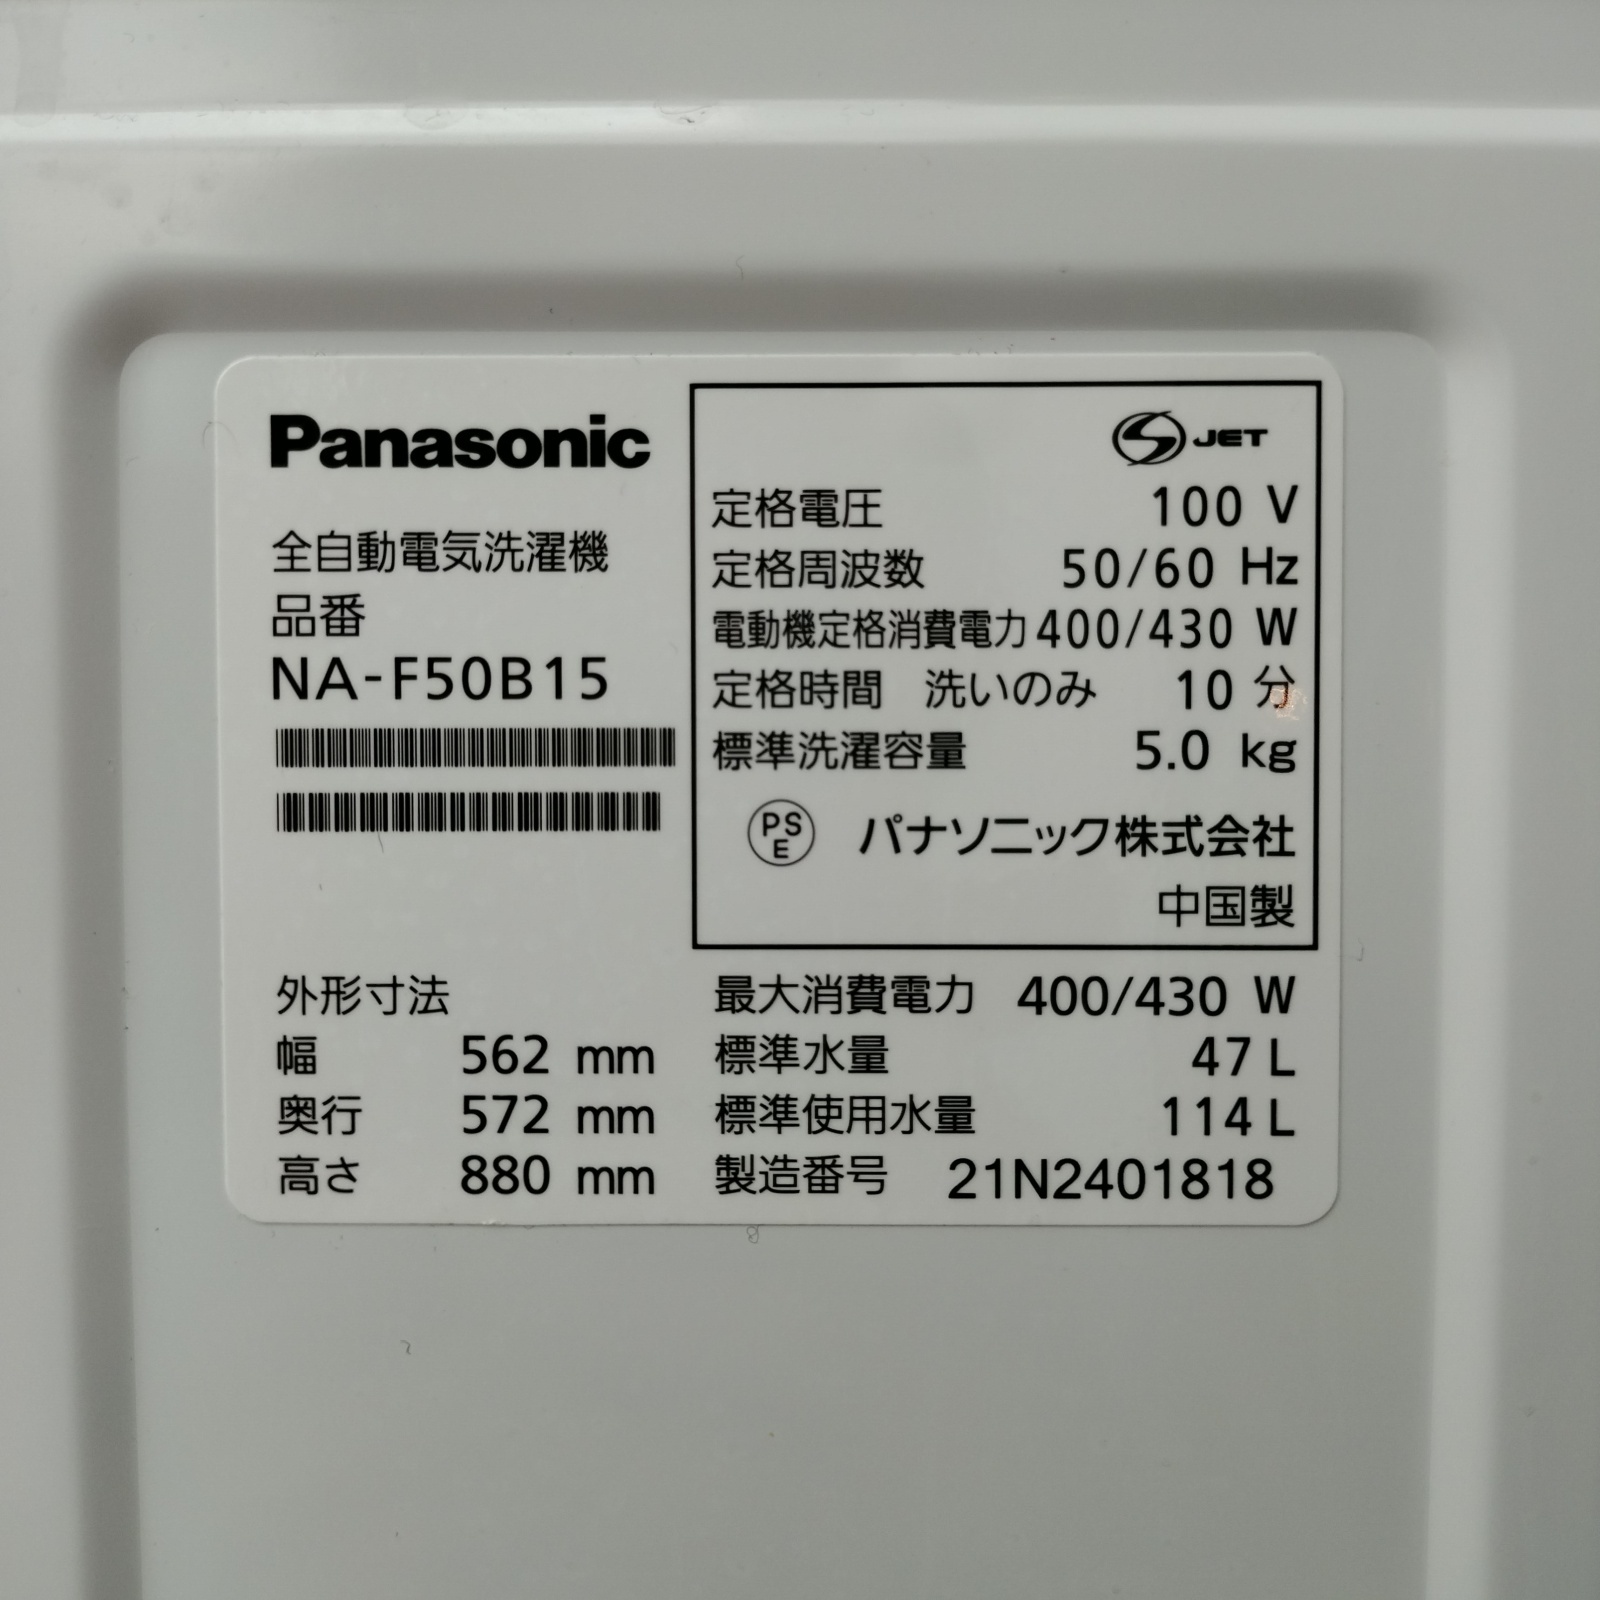 Panasonic
全自動電気洗濯機
品番
NA-F50B15
JET
定格電圧 100 V
定格周波数 50/60 Hz
電動機定格消費電力 400/430 W
定格時間 洗いのみ 10 分
標準洗濯容量 5.0 kg
PS
E
パナソニック株式会社
中国製
外形寸法
幅 562 mm
奥行 572 mm
高さ 880 mm
最大消費電力 400/430 W
標準水量 47 L
標準使用水量 114 L
製造番号 21N2401818